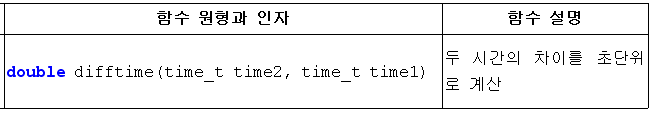 함수 원형과 인자
함수 설명
double difftime(time_t time2, time_t time1)
두 시간의 차이를 초단위
로 계산